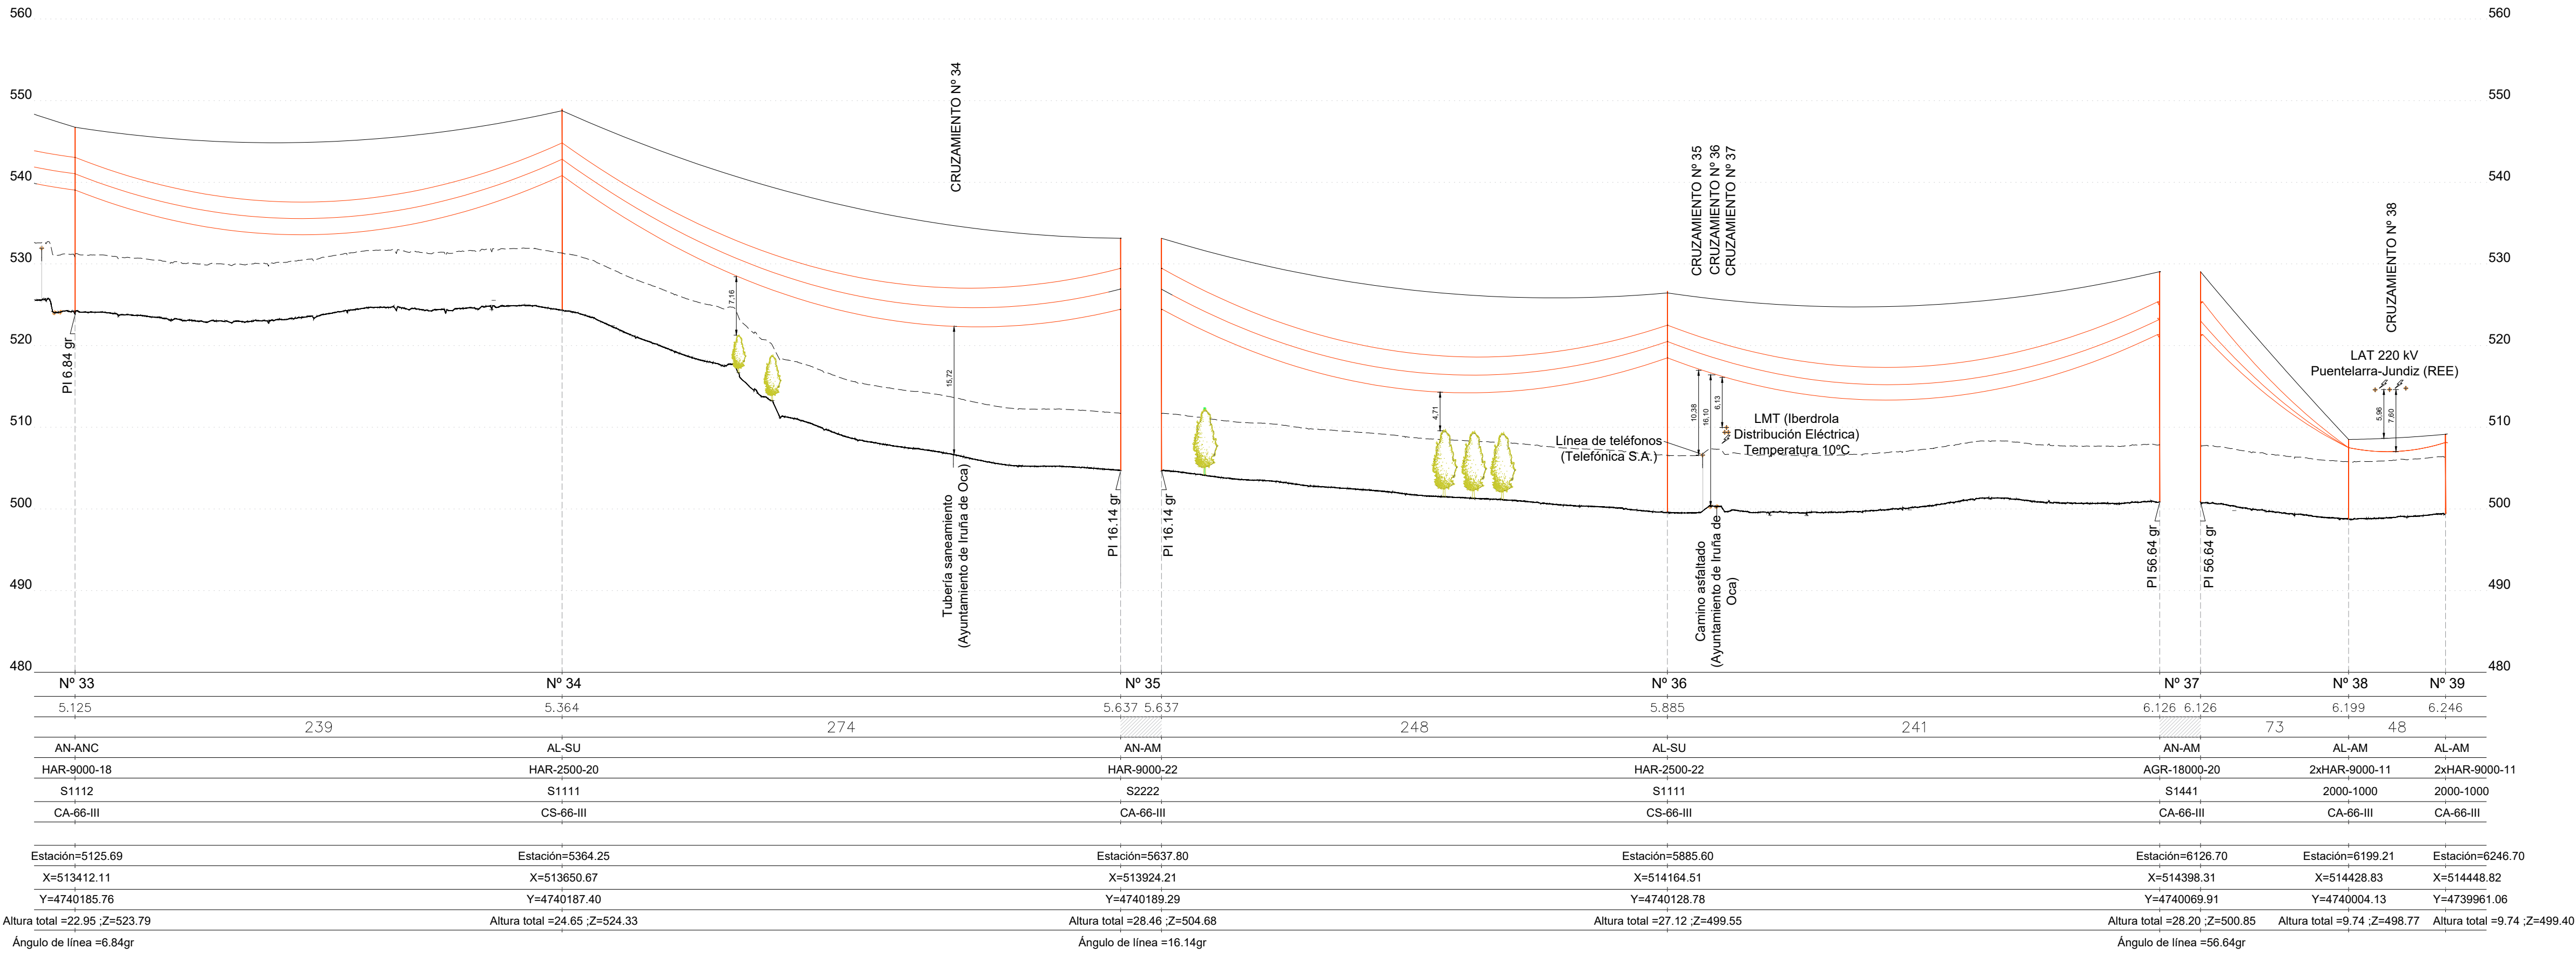 560
560
550
550
540
540
530
530
520
520
510
510
500
500
490
490
480
480
CRUZAMIENTO Nº 34
CRUZAMIENTO Nº 35
CRUZAMIENTO Nº 36
CRUZAMIENTO Nº 37
CRUZAMIENTO Nº 38
LAT 220 kV
Puentelarra-Jundiz (REE)
5,96
7,60
7,16
15,72
4,71
10,38
16,10
6,13
LMT (Iberdrola
Distribución Eléctrica)
Temperatura 10ºC
Línea de teléfonos
(Telefónica S.A.)
PI 6.84 gr
Tubería saneamiento
(Ayuntamiento de Iruña de Oca)
PI 16.14 gr
PI 16.14 gr
Camino asfaltado
(Ayuntamiento de Iruña de
Oca)
PI 56.64 gr
PI 56.64 gr
Nº 33 Nº 34 Nº 35 Nº 36 Nº 37 Nº 38 Nº 39
5.125 5.364 5.637 5.637 5.885 6.126 6.126 6.199 6.246
239 274 248 241 73 48
AN-ANC AL-SU AN-AM AL-SU AN-AM AL-AM AL-AM
HAR-9000-18 HAR-2500-20 HAR-9000-22 HAR-2500-22 AGR-18000-20 2xHAR-9000-11 2xHAR-9000-11
S1112 S1111 S2222 S1111 S1441 2000-1000 2000-1000
CA-66-III CS-66-III CA-66-III CS-66-III CA-66-III CA-66-III CA-66-III
Estación=5125.69 Estación=5364.25 Estación=5637.80 Estación=5885.60 Estación=6126.70 Estación=6199.21 Estación=6246.70
X=513412.11 X=513650.67 X=513924.21 X=514164.51 X=514398.31 X=514428.83 X=514448.82
Y=4740185.76 Y=4740187.40 Y=4740189.29 Y=4740128.78 Y=4740069.91 Y=4740004.13 Y=4739961.06
Altura total =22.95 ;Z=523.79 Altura total =24.65 ;Z=524.33 Altura total =28.46 ;Z=504.68 Altura total =27.12 ;Z=499.55 Altura total =28.20 ;Z=500.85 Altura total =9.74 ;Z=498.77 Altura total =9.74 ;Z=499.40
Ángulo de línea =6.84gr Ángulo de línea =16.14gr Ángulo de línea =56.64gr